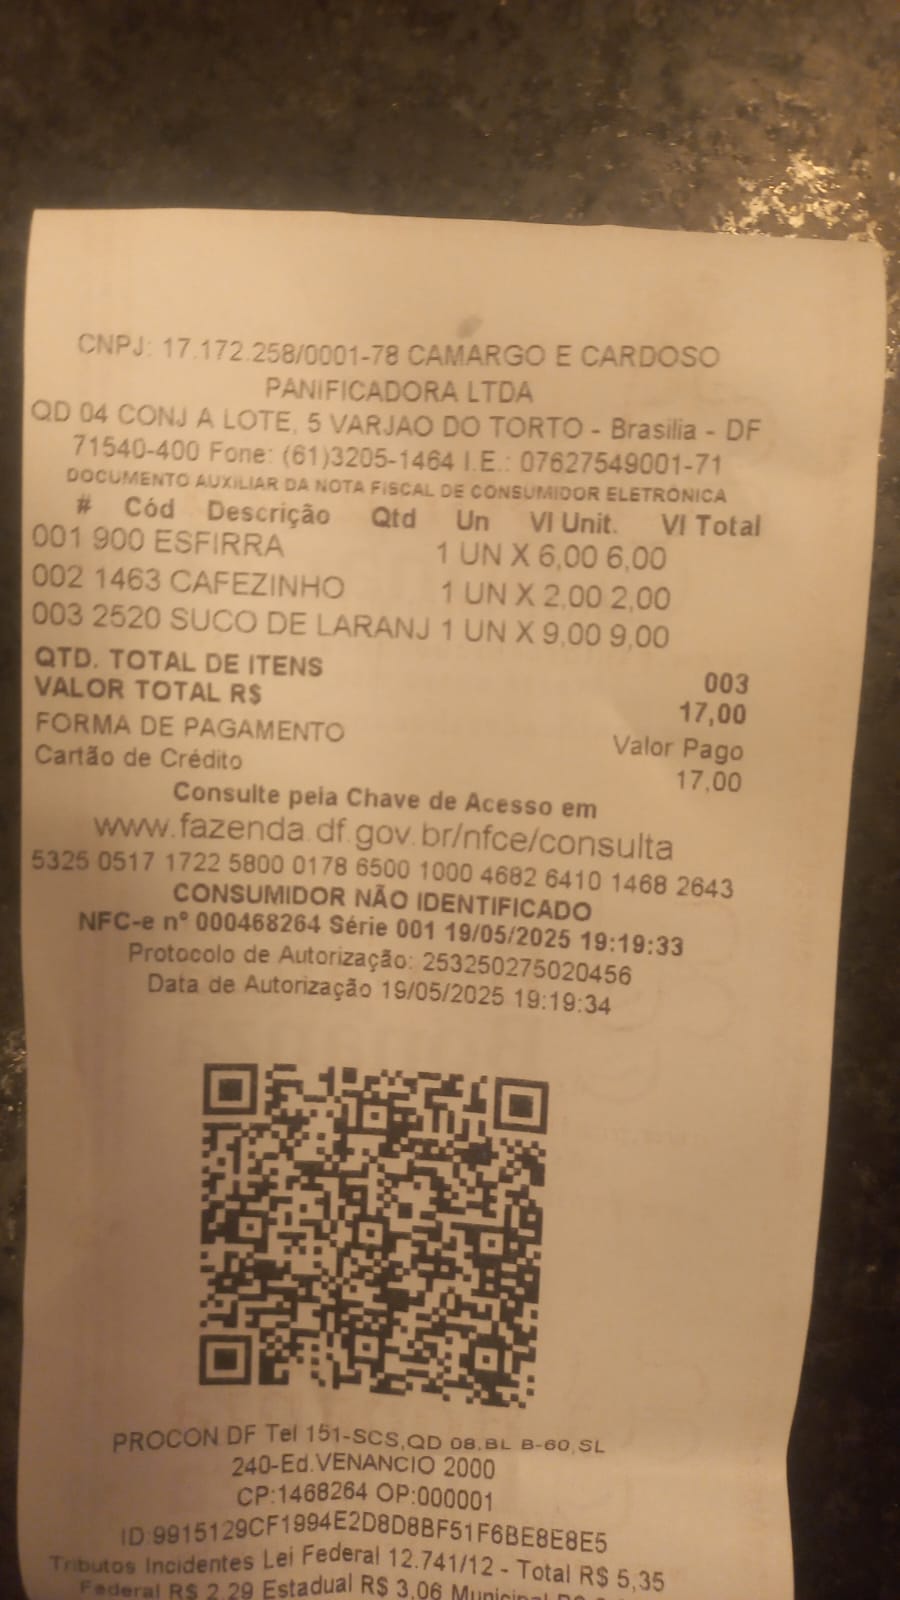 CNPJ: 17.172.258/0001-78 CAMARGO E CARDOSO
PANIFICADORA LTDA
QD 04 CONJ A LOTE, 5 VARJAO DO TORTO - Brasilia - DF
71540-400 Fone: (61)3205-1464 I.E.: 07627549001-71
DOCUMENTO AUXILIAR DA NOTA FISCAL DE CONSUMIDOR ELETRÔNICA
# Cód Descrição Qtd Un Vl Unit. Vl Total
001 900 ESFIRRA 1 UN X 6,00 6,00
002 1463 CAFEZINHO 1 UN X 2,00 2,00
003 2520 SUCO DE LARANJ 1 UN X 9,00 9,00
QTD. TOTAL DE ITENS 003
VALOR TOTAL R$ 17,00
FORMA DE PAGAMENTO Valor Pago
Cartão de Crédito 17,00
Consulte pela Chave de Acesso em
www.fazenda.df.gov.br/nfce/consulta
5325 0517 1722 5800 0178 6500 1000 4682 6410 1468 2643
CONSUMIDOR NÃO IDENTIFICADO
NFC-e nº 000468264 Série 001 19/05/2025 19:19:33
Protocolo de Autorização: 253250275020456
Data de Autorização 19/05/2025 19:19:34
PROCON DF Tel 151-SCS,QD 08,BL B-60,SL
240-Ed.VENANCIO 2000
CP:1468264 OP:000001
ID:9915129CF1994E2D8D8BF51F6BE8E8E5
Tributos Incidentes Lei Federal 12.741/12 - Total R$ 5,35
Federal R$ 2,29 Estadual R$ 3,06 Municipal